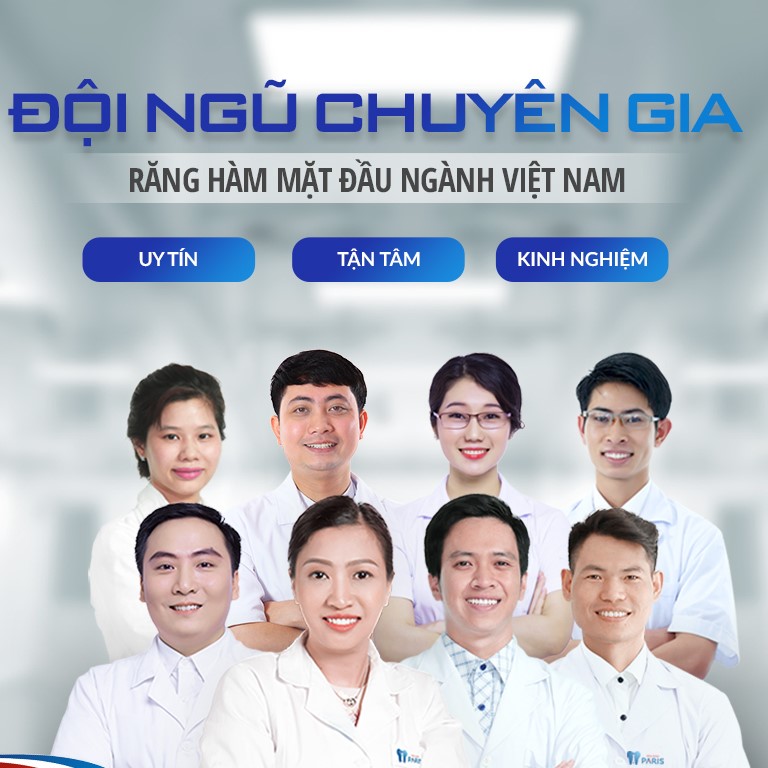 ĐỘI NGŨ CHUYÊN GIA
RĂNG HÀM MẶT ĐẦU NGÀNH VIỆT NAM
UY TÍN
TẬN TÂM
KINH NGHIỆM
PARIS
PARIS